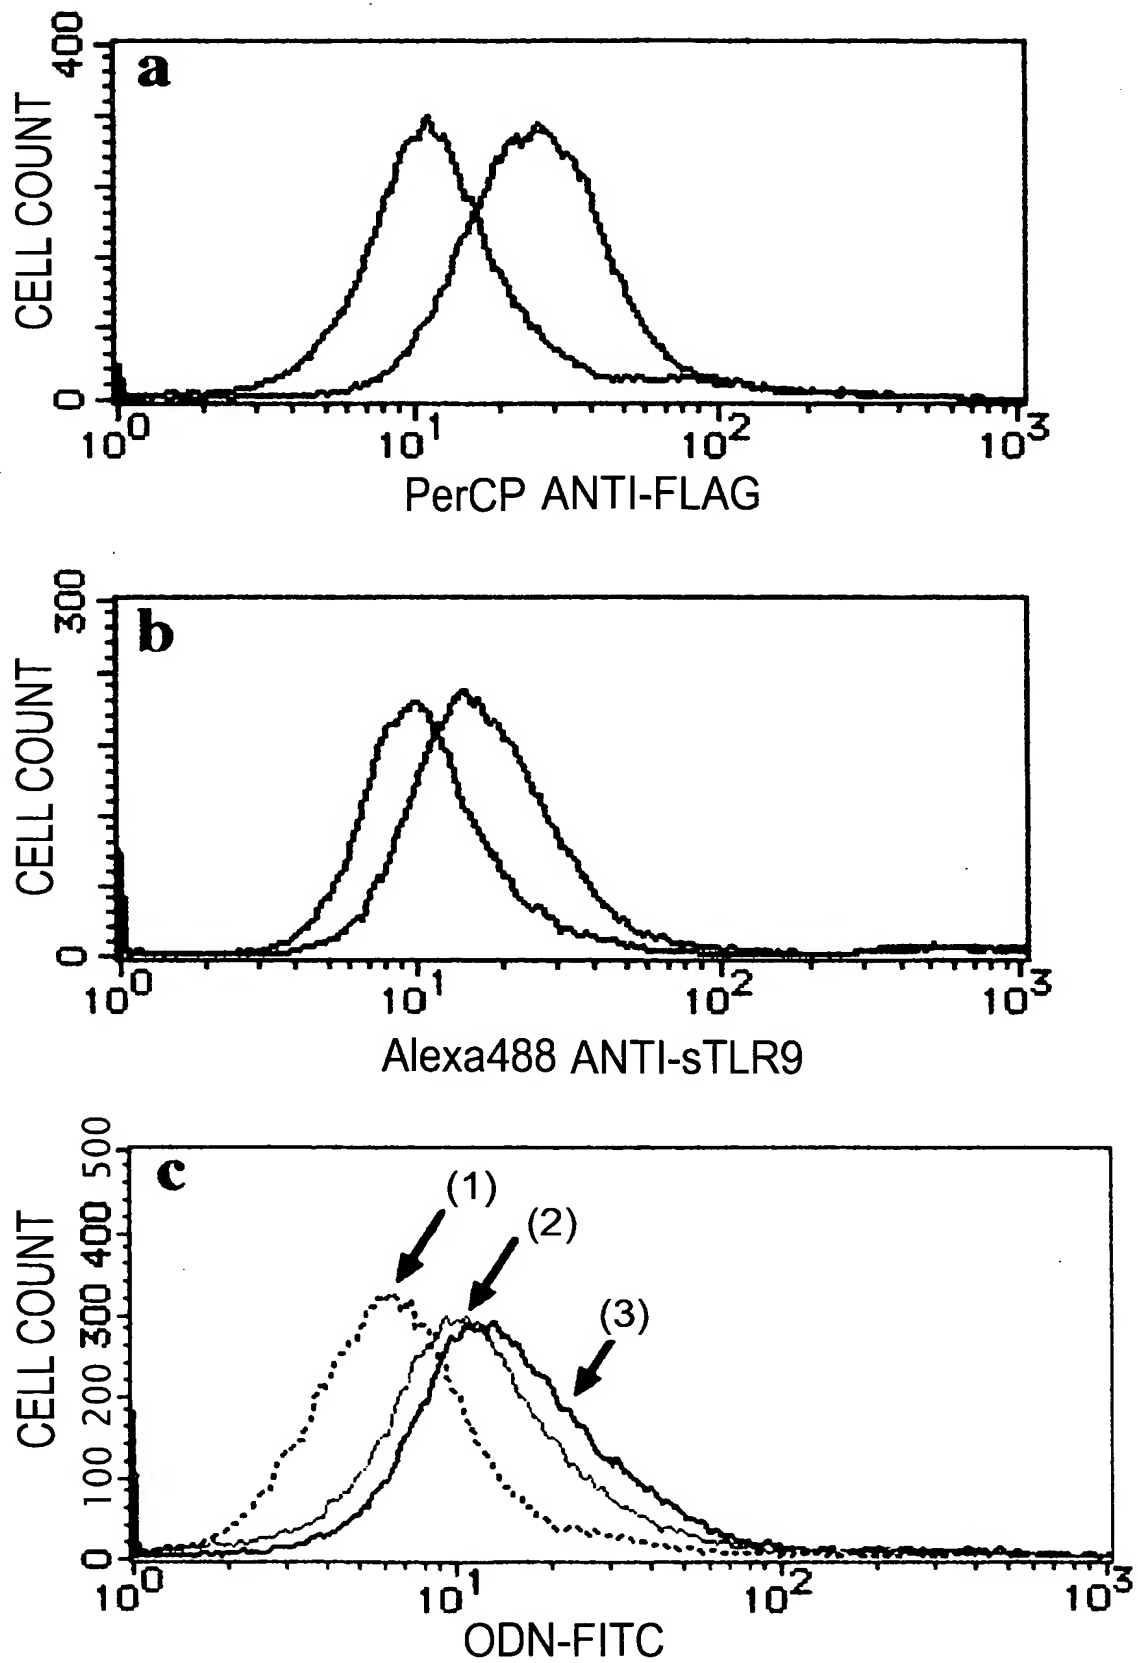 a
400
CELL COUNT
0
10^0 10^1 10^2 10^3
PerCP ANTI-FLAG
b
300
CELL COUNT
0
10^0 10^1 10^2 10^3
Alexa488 ANTI-sTLR9
c
500
400
300
200
100
0
CELL COUNT
(1)
(2)
(3)
10^0 10^1 10^2 10^3
ODN-FITC